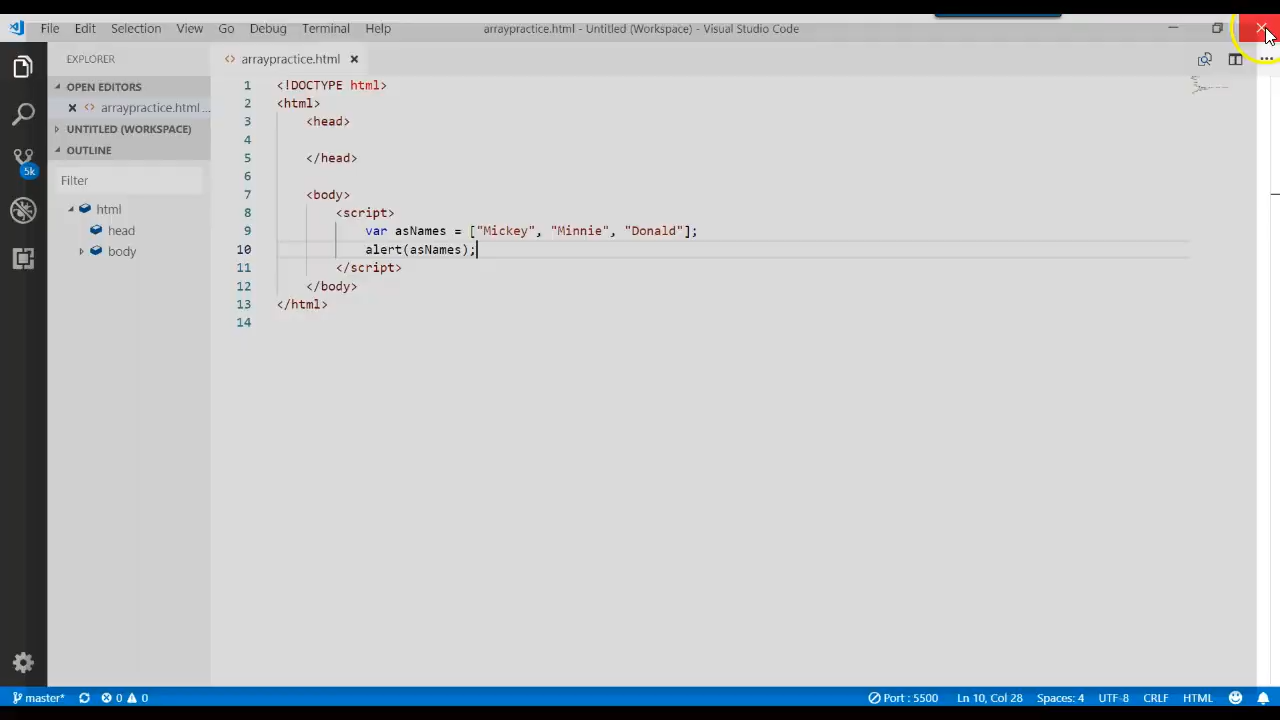 File Edit Selection View Go Debug Terminal Help arraypractice.html - Untitled (Workspace) - Visual Studio Code
EXPLORER
OPEN EDITORS
arraypractice.html ...
UNTITLED (WORKSPACE)
OUTLINE
Filter
html
head
body
5k
arraypractice.html
1 <!DOCTYPE html>
2 <html>
3 <head>
4
5 </head>
6
7 <body>
8 <script>
9 var asNames = ["Mickey", "Minnie", "Donald"];
10 alert(asNames);
11 </script>
12 </body>
13 </html>
14
master* 0 0 Port : 5500 Ln 10, Col 28 Spaces: 4 UTF-8 CRLF HTML